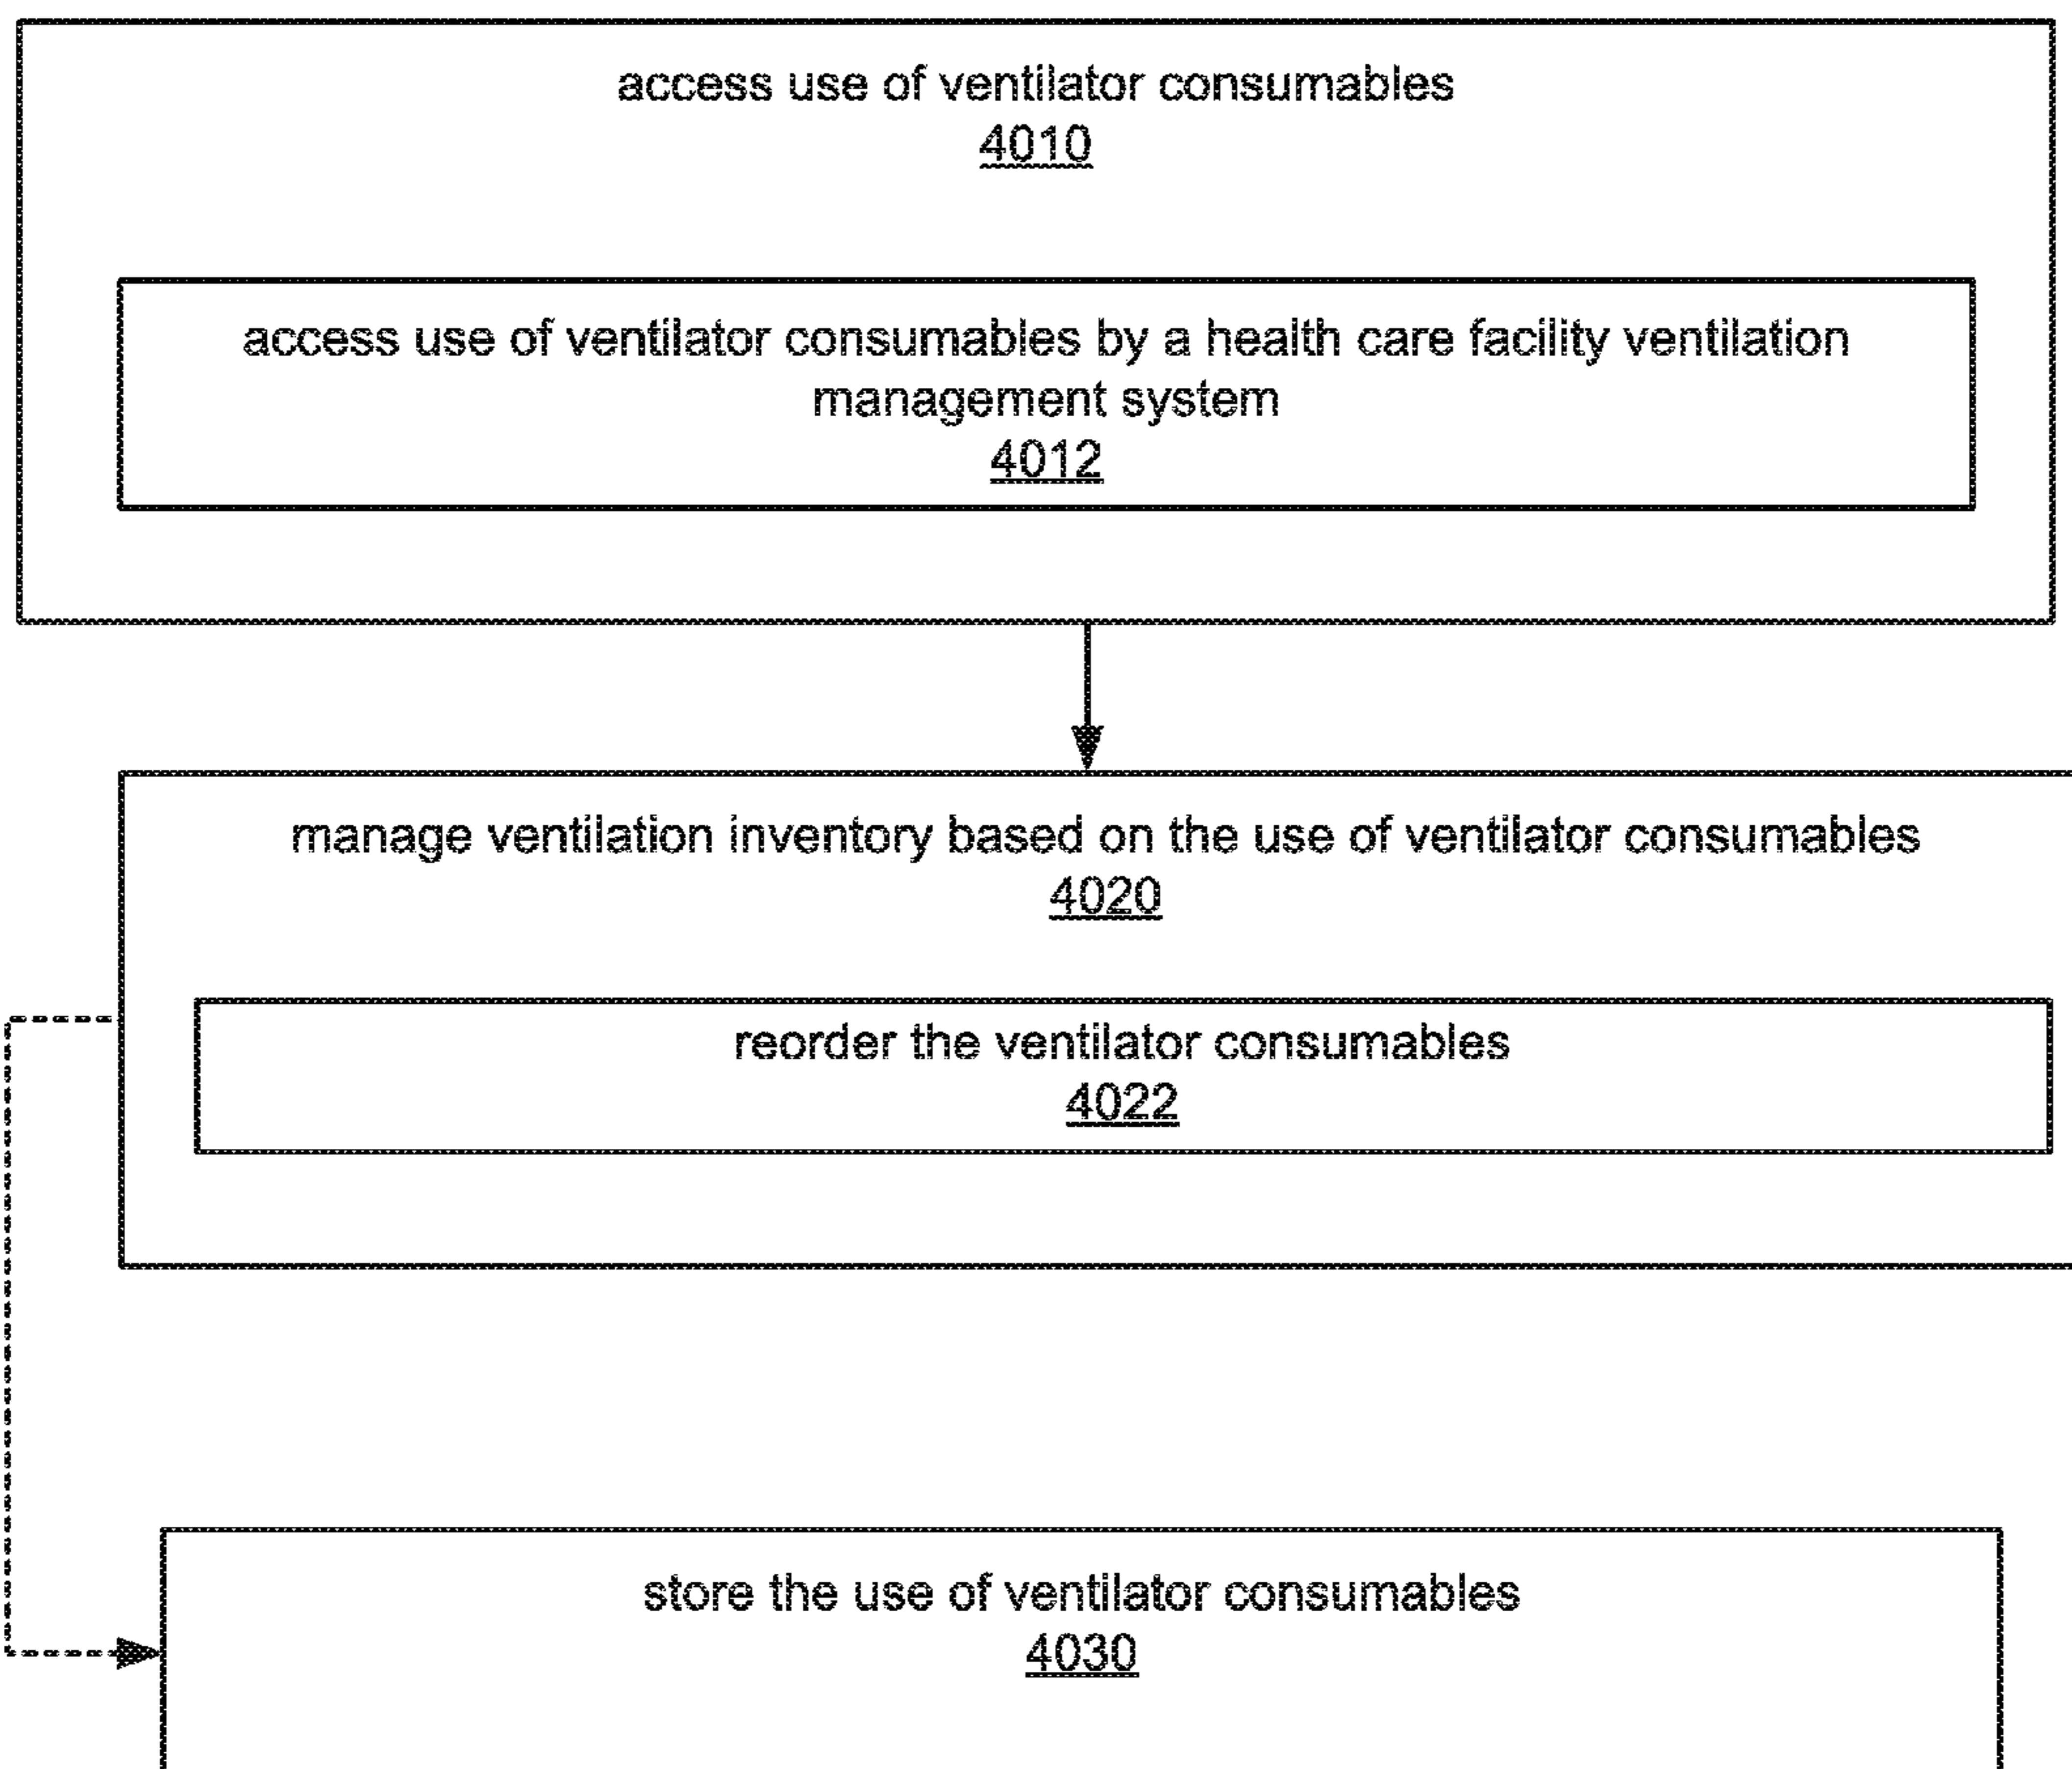 access use of ventilator consumables
4010
access use of ventilator consumables by a health care facility ventilation
management system
4012
manage ventilation inventory based on the use of ventilator consumables
4020
reorder the ventilator consumables
4022
store the use of ventilator consumables
4030